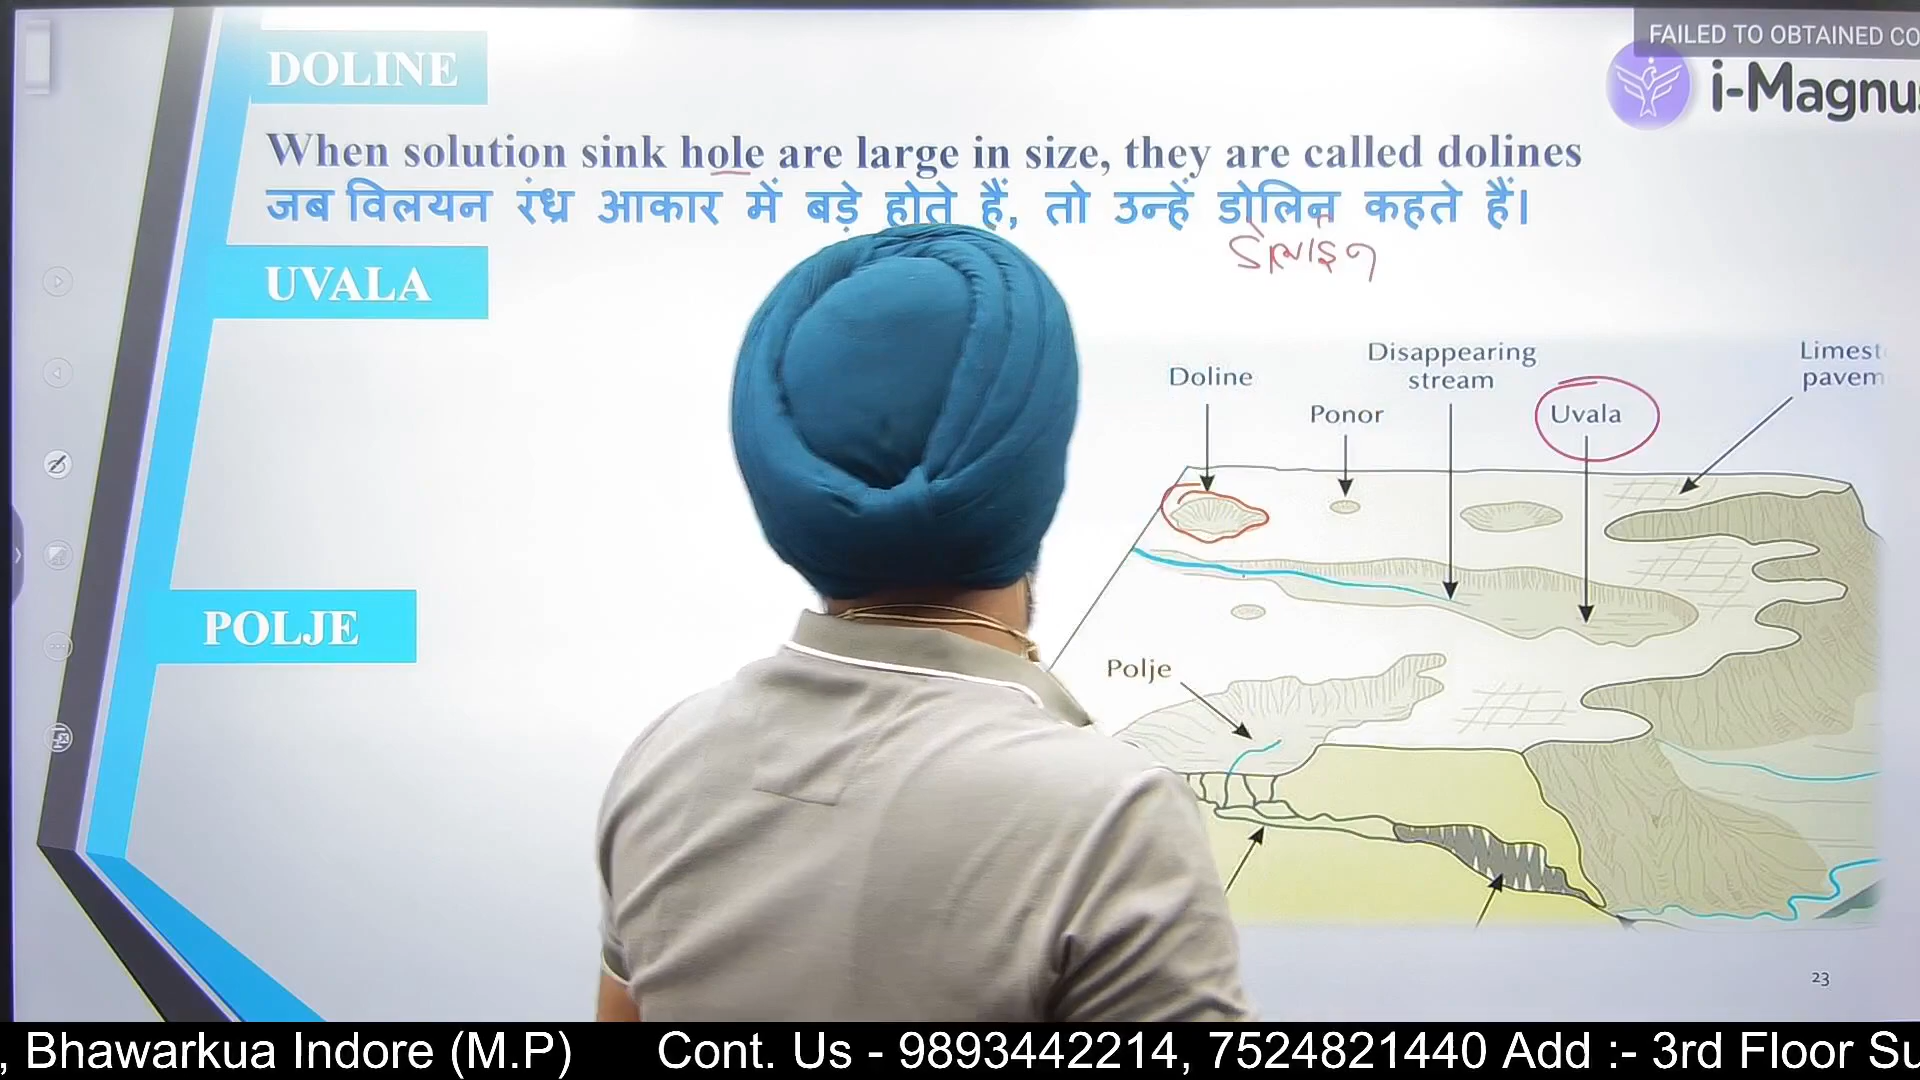 FAILED TO OBTAINED CO
i-Magnus
DOLINE
When solution sink hole are large in size, they are called dolines
जब विलयन रंध्र आकार में बड़े होते हैं, तो उन्हें डोलिन कहते हैं।
डोलाइन
UVALA
Disappearing
stream
Limest
pavem
Doline
Ponor
Uvala
POLJE
Polje
23
, Bhawarkua Indore (M.P) Cont. Us - 9893442214, 7524821440 Add :- 3rd Floor Su